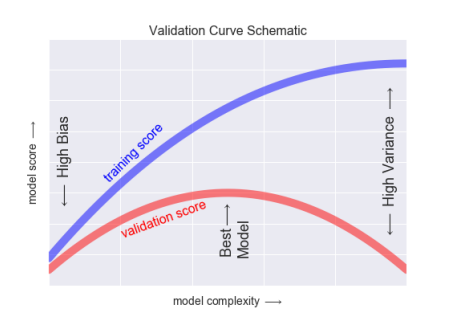 Validation Curve Schematic
model score →
← High Bias
training score
validation score
Best →
Model
← High Variance →
model complexity →